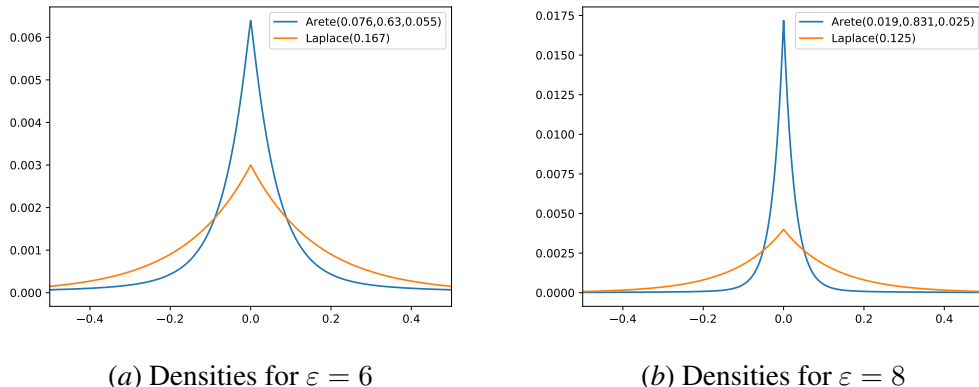 0.006
0.005
0.004
0.003
0.002
0.001
0.000
−0.4 −0.2 0.0 0.2 0.4
Arete(0.076,0.63,0.055)
Laplace(0.167)
(a) Densities for ε = 6
0.0175
0.0150
0.0125
0.0100
0.0075
0.0050
0.0025
0.0000
−0.4 −0.2 0.0 0.2 0.4
Arete(0.019,0.831,0.025)
Laplace(0.125)
(b) Densities for ε = 8